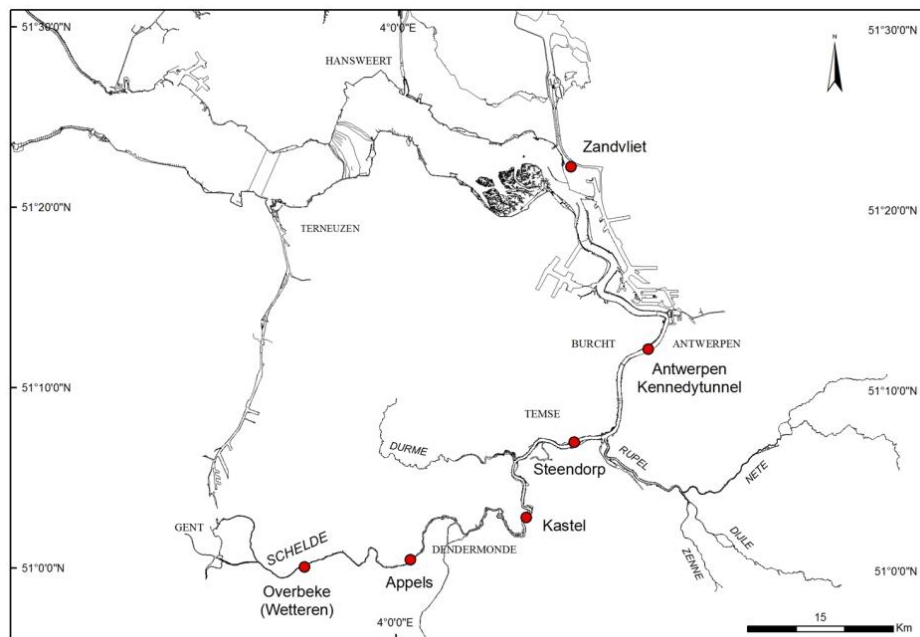 51°30'0"N
4°0'0"E
51°30'0"N
N
HANSWEERT
Zandvliet
51°20'0"N
51°20'0"N
TERNEUZEN
BURCHT
ANTWERPEN
Antwerpen
Kennedytunnel
51°10'0"N
51°10'0"N
TEMSE
DURME
Steendorp
RUPEL
NETE
Kastel
GENT
SCHELDE
DENDERMONDE
DIJLE
ZENNE
51°0'0"N
51°0'0"N
Overbeke
(Wetteren)
Appels
4°0'0"E
15
Km